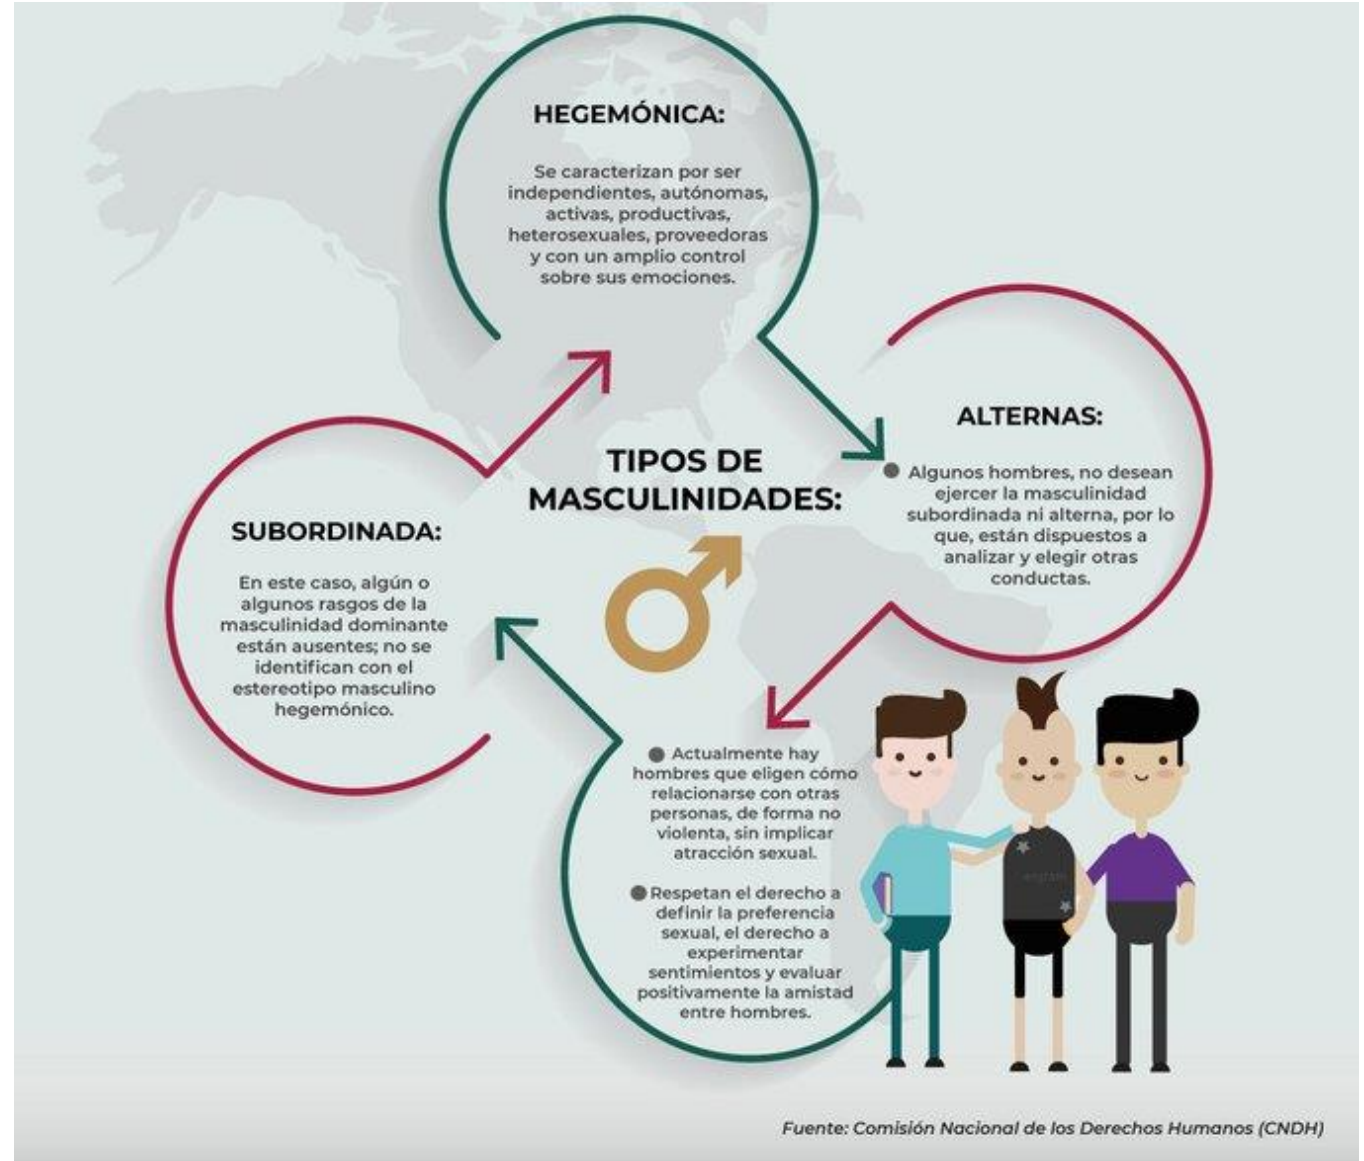 HEGEMÓNICA:
Se caracterizan por ser
independientes, autónomas,
activas, productivas,
heterosexuales, proveedoras
y con un amplio control
sobre sus emociones.
TIPOS DE
MASCULINIDADES:
ALTERNAS:
Algunos hombres, no desean
ejercer la masculinidad
subordinada ni alterna, por lo
que, están dispuestos a
analizar y elegir otras
conductas.
Actualmente hay
hombres que eligen cómo
relacionarse con otras
personas, de forma no
violenta, sin implicar
atracción sexual.
Respetan el derecho a
definir la preferencia
sexual, el derecho a
experimentar
sentimientos y evaluar
positivamente la amistad
entre hombres.
SUBORDINADA:
En este caso, algún o
algunos rasgos de la
masculinidad dominante
están ausentes; no se
identifican con el
estereotipo masculino
hegemónico.
Fuente: Comisión Nacional de los Derechos Humanos (CNDH)